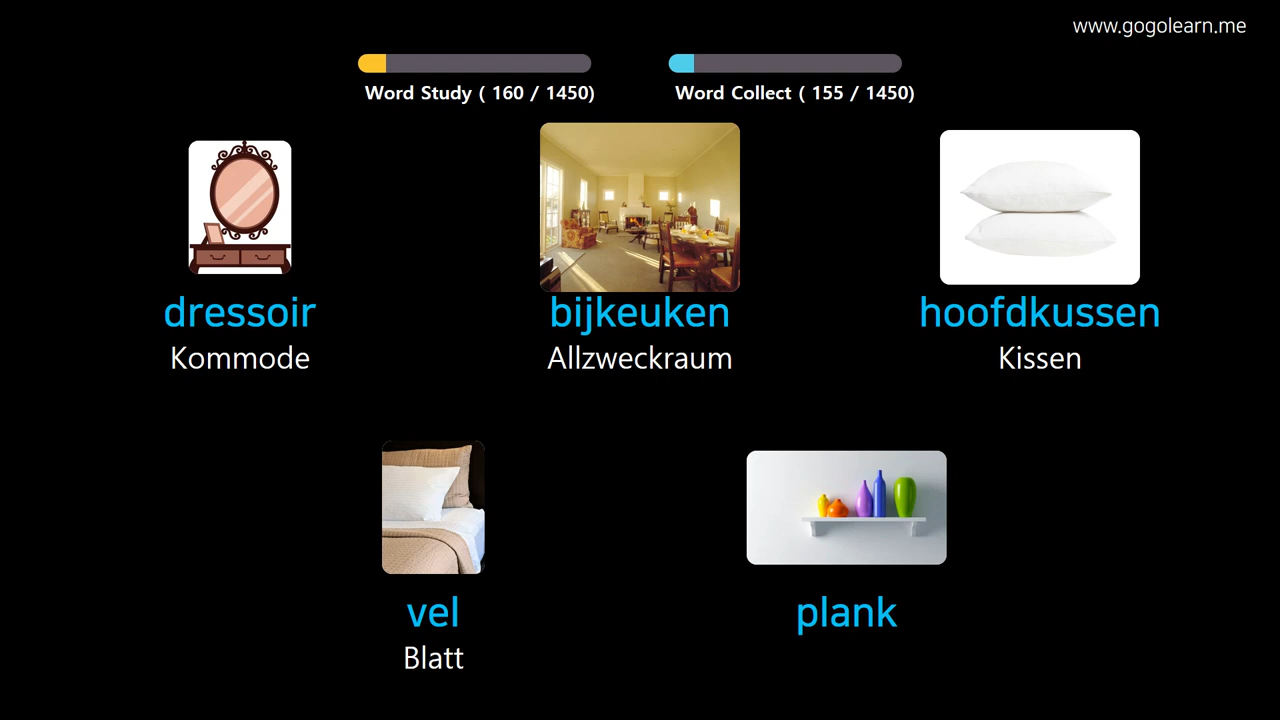 www.gogolearn.me
Word Study ( 160 / 1450)
Word Collect ( 155 / 1450)
dressoir
Kommode
bijkeuken
Allzweckraum
hoofdkussen
Kissen
vel
Blatt
plank